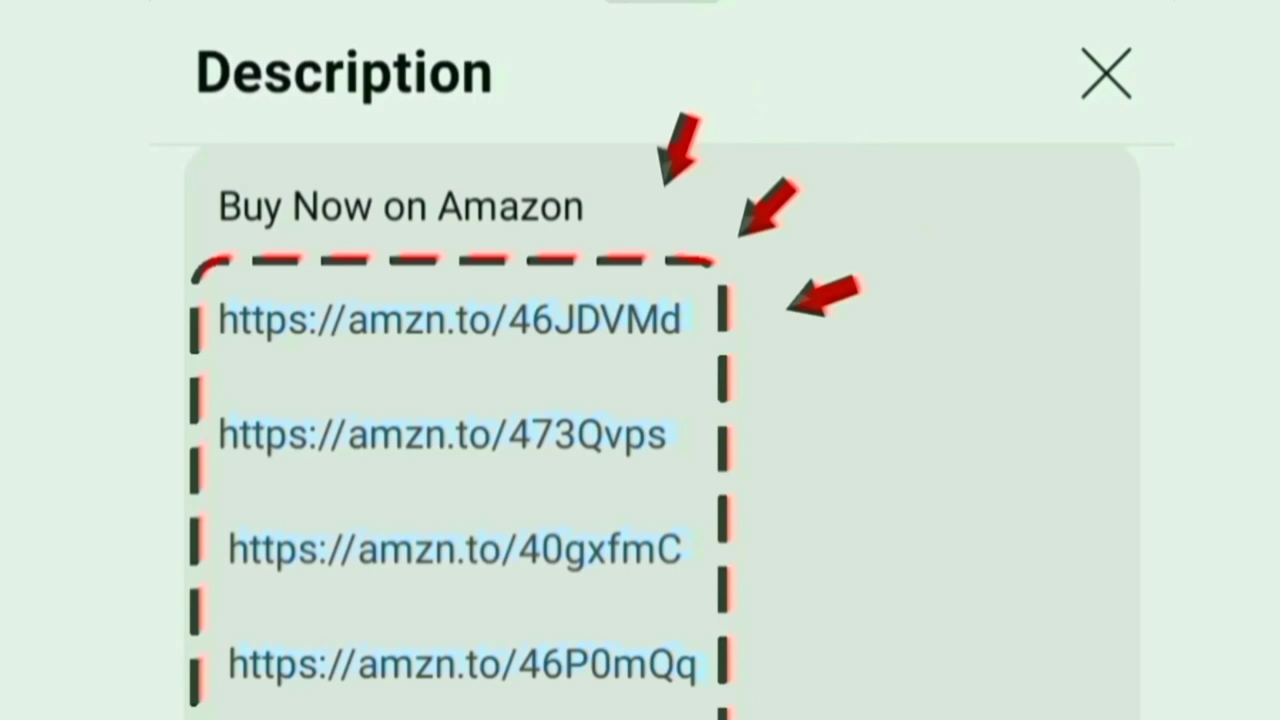 Description
Buy Now on Amazon
https://amzn.to/46JDVMd
https://amzn.to/473Qvps
https://amzn.to/40gxfmC
https://amzn.to/46P0mQq